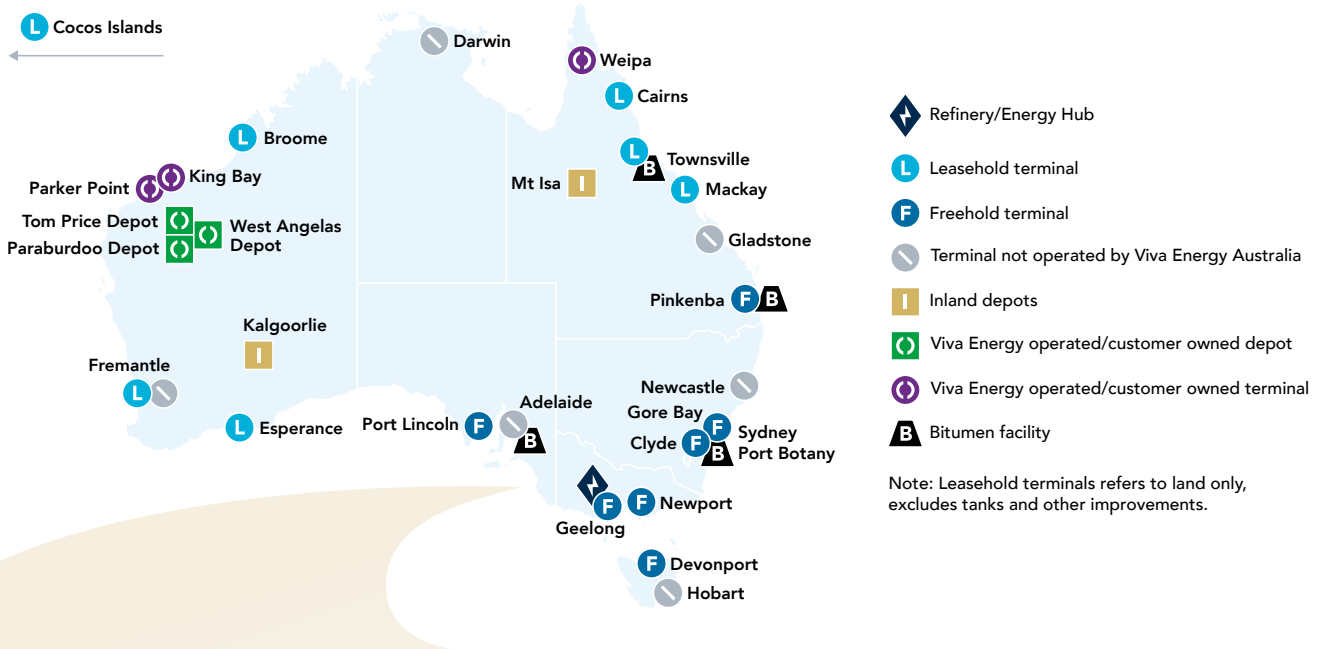 L Cocos Islands
Darwin
Weipa
L Cairns
L Broome
L Townsville
B
King Bay
Parker Point
Mt Isa I
L Mackay
Tom Price Depot
West Angelas
Depot
Paraburdoo Depot
Gladstone
Pinkenba F B
Kalgoorlie
I
Fremantle
L
Newcastle
Adelaide
Gore Bay
F
L Esperance
Port Lincoln F
B
Clyde F
Sydney
Port Botany
B
F Newport
F
Geelong
F Devonport
Hobart
Refinery/Energy Hub
L Leasehold terminal
F Freehold terminal
Terminal not operated by Viva Energy Australia
I Inland depots
Viva Energy operated/customer owned depot
Viva Energy operated/customer owned terminal
B Bitumen facility
Note: Leasehold terminals refers to land only,
excludes tanks and other improvements.